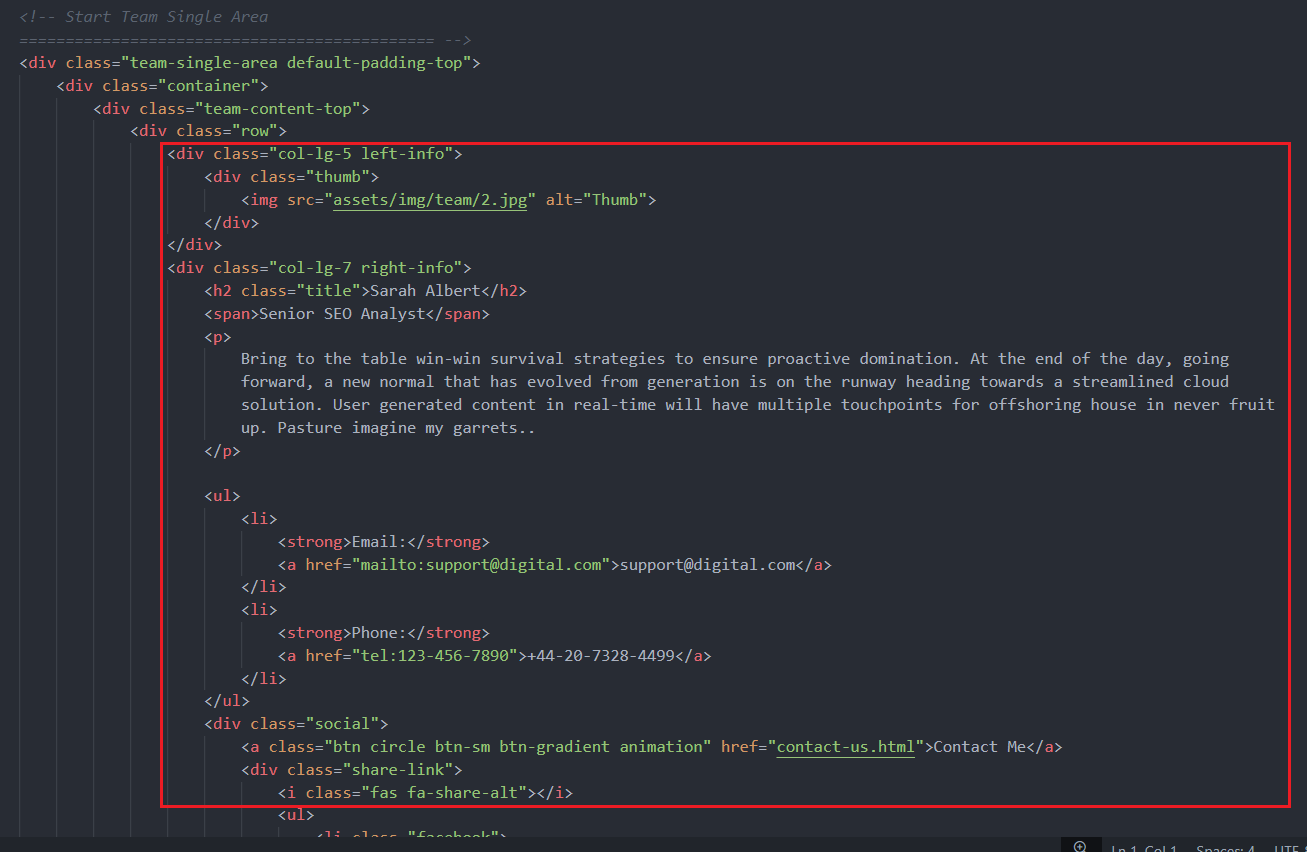 <!-- Start Team Single Area
============================================= -->
<div class="team-single-area default-padding-top">
<div class="container">
<div class="team-content-top">
<div class="row">
<div class="col-lg-5 left-info">
<div class="thumb">
<img src="assets/img/team/2.jpg" alt="Thumb">
</div>
</div>
<div class="col-lg-7 right-info">
<h2 class="title">Sarah Albert</h2>
<span>Senior SEO Analyst</span>
<p>
Bring to the table win-win survival strategies to ensure proactive domination. At the end of the day, going
forward, a new normal that has evolved from generation is on the runway heading towards a streamlined cloud
solution. User generated content in real-time will have multiple touchpoints for offshoring house in never fruit
up. Pasture imagine my garrets..
</p>
<ul>
<li>
<strong>Email:</strong>
<a href="mailto:support@digital.com">support@digital.com</a>
</li>
<li>
<strong>Phone:</strong>
<a href="tel:123-456-7890">+44-20-7328-4499</a>
</li>
</ul>
<div class="social">
<a class="btn circle btn-sm btn-gradient animation" href="contact-us.html">Contact Me</a>
<div class="share-link">
<i class="fas fa-share-alt"></i>
<ul>
<li class="facebook">
Ln 1, Col 1 Spaces: 4 UTF-